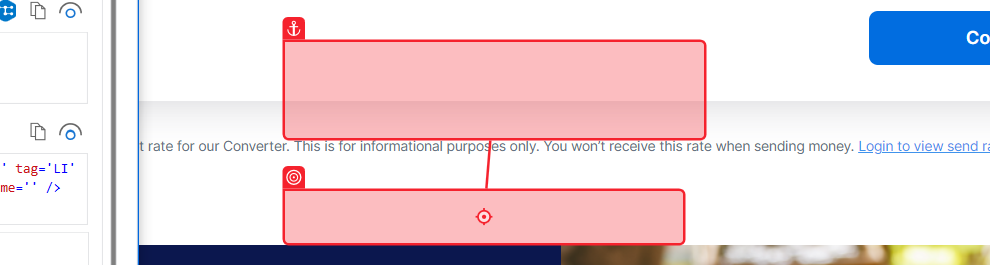 Co
t rate for our Converter. This is for informational purposes only. You won't receive this rate when sending money. Login to view send ra
' tag='LI'
me='' />